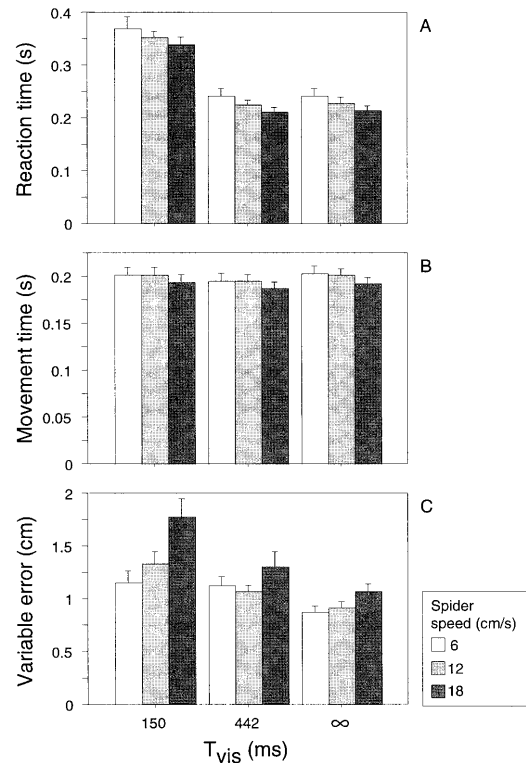 A
Reaction time (s)
0.4
0.3
0.2
0.1
0
B
Movement time (s)
0.2
0.15
0.1
0.05
0
C
Variable error (cm)
2
1.5
1
0.5
0
150 442 ∞
Tvis (ms)
Spider
speed (cm/s)
6
12
18